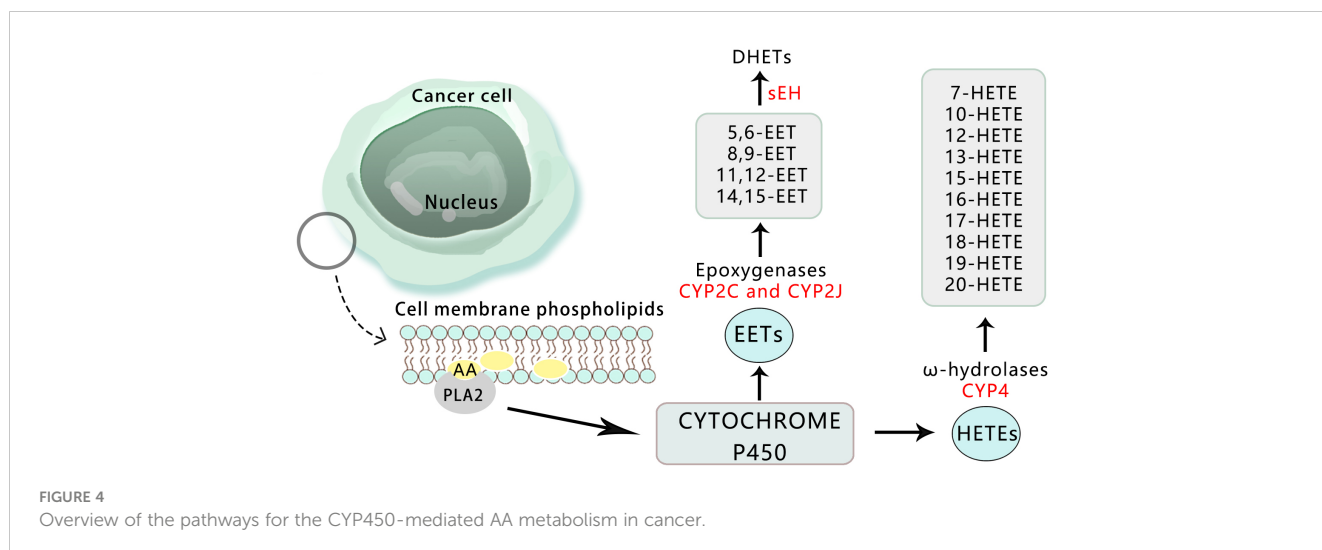 Cancer cell
Nucleus
Cell membrane phospholipids
AA
PLA2
CYTOCHROME
P450
DHETs
sEH
5,6-EET
8,9-EET
11,12-EET
14,15-EET
Epoxygenases
CYP2C and CYP2J
EETs
7-HETE
10-HETE
12-HETE
13-HETE
15-HETE
16-HETE
17-HETE
18-HETE
19-HETE
20-HETE
ω-hydrolases
CYP4
HETEs
FIGURE 4
Overview of the pathways for the CYP450-mediated AA metabolism in cancer.